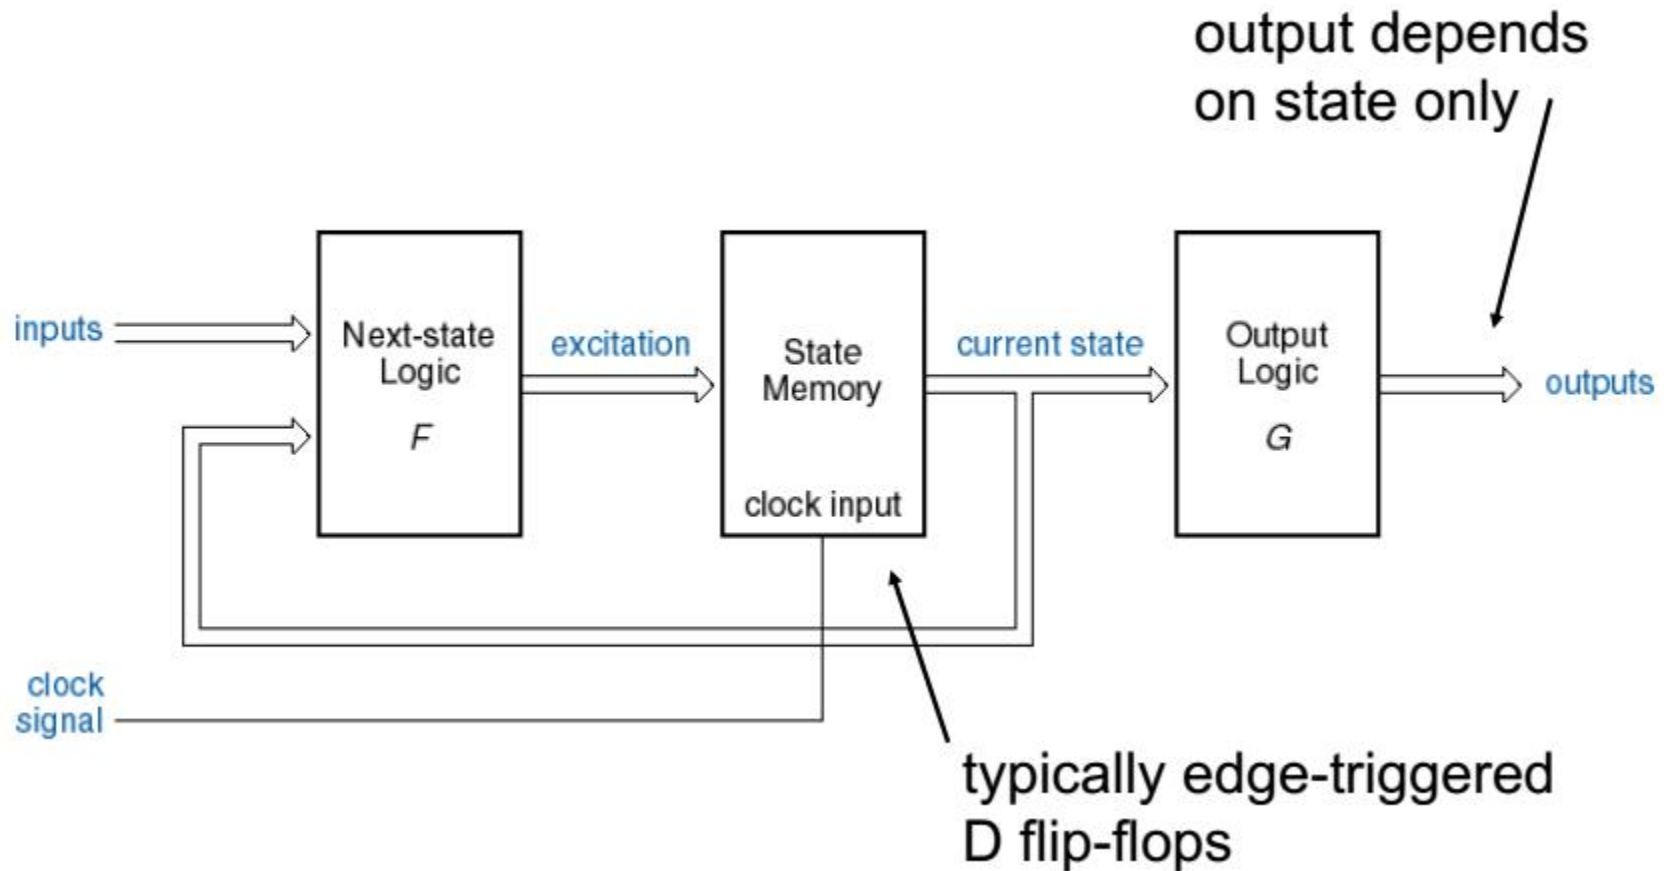 output depends
on state only
inputs
Next-state
Logic
F
excitation
State
Memory
clock input
current state
Output
Logic
G
outputs
clock
signal
typically edge-triggered
D flip-flops